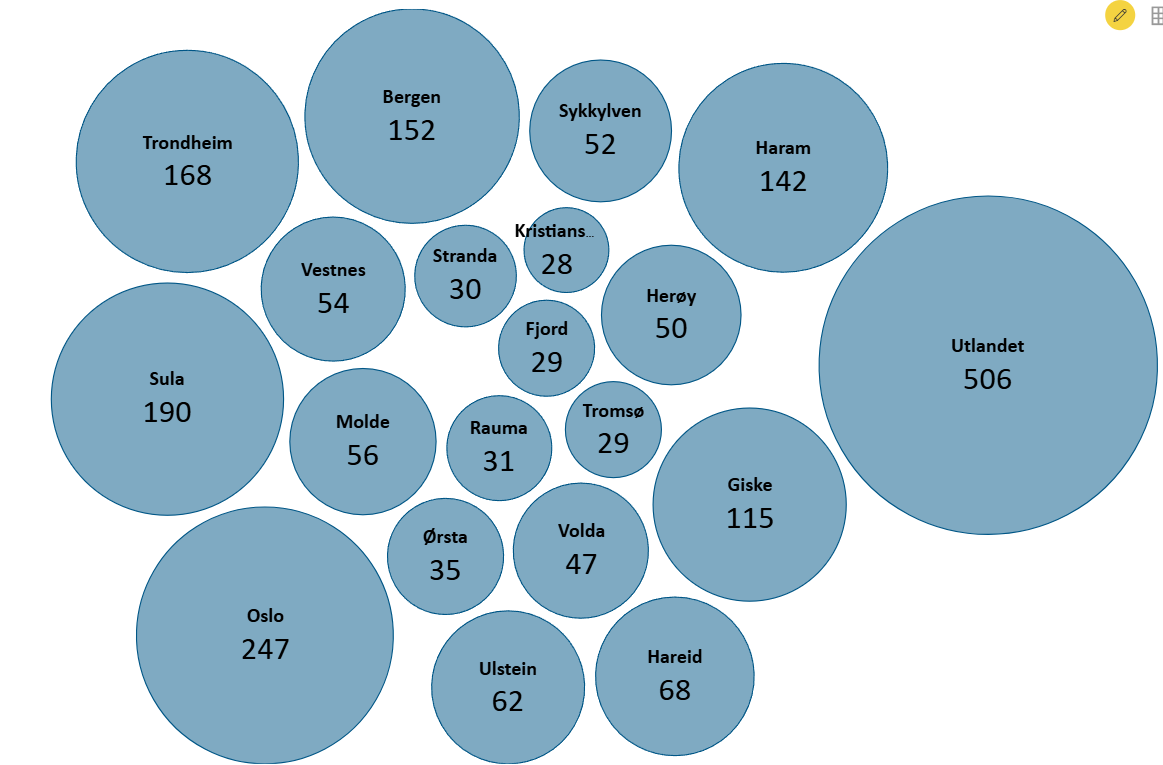 Bergen
152
Trondheim
168
Sykkylven
52
Haram
142
Kristians...
28
Stranda
30
Vestnes
54
Herøy
50
Fjord
29
Utlandet
506
Sula
190
Molde
56
Rauma
31
Tromsø
29
Giske
115
Ørsta
35
Volda
47
Oslo
247
Ulstein
62
Hareid
68